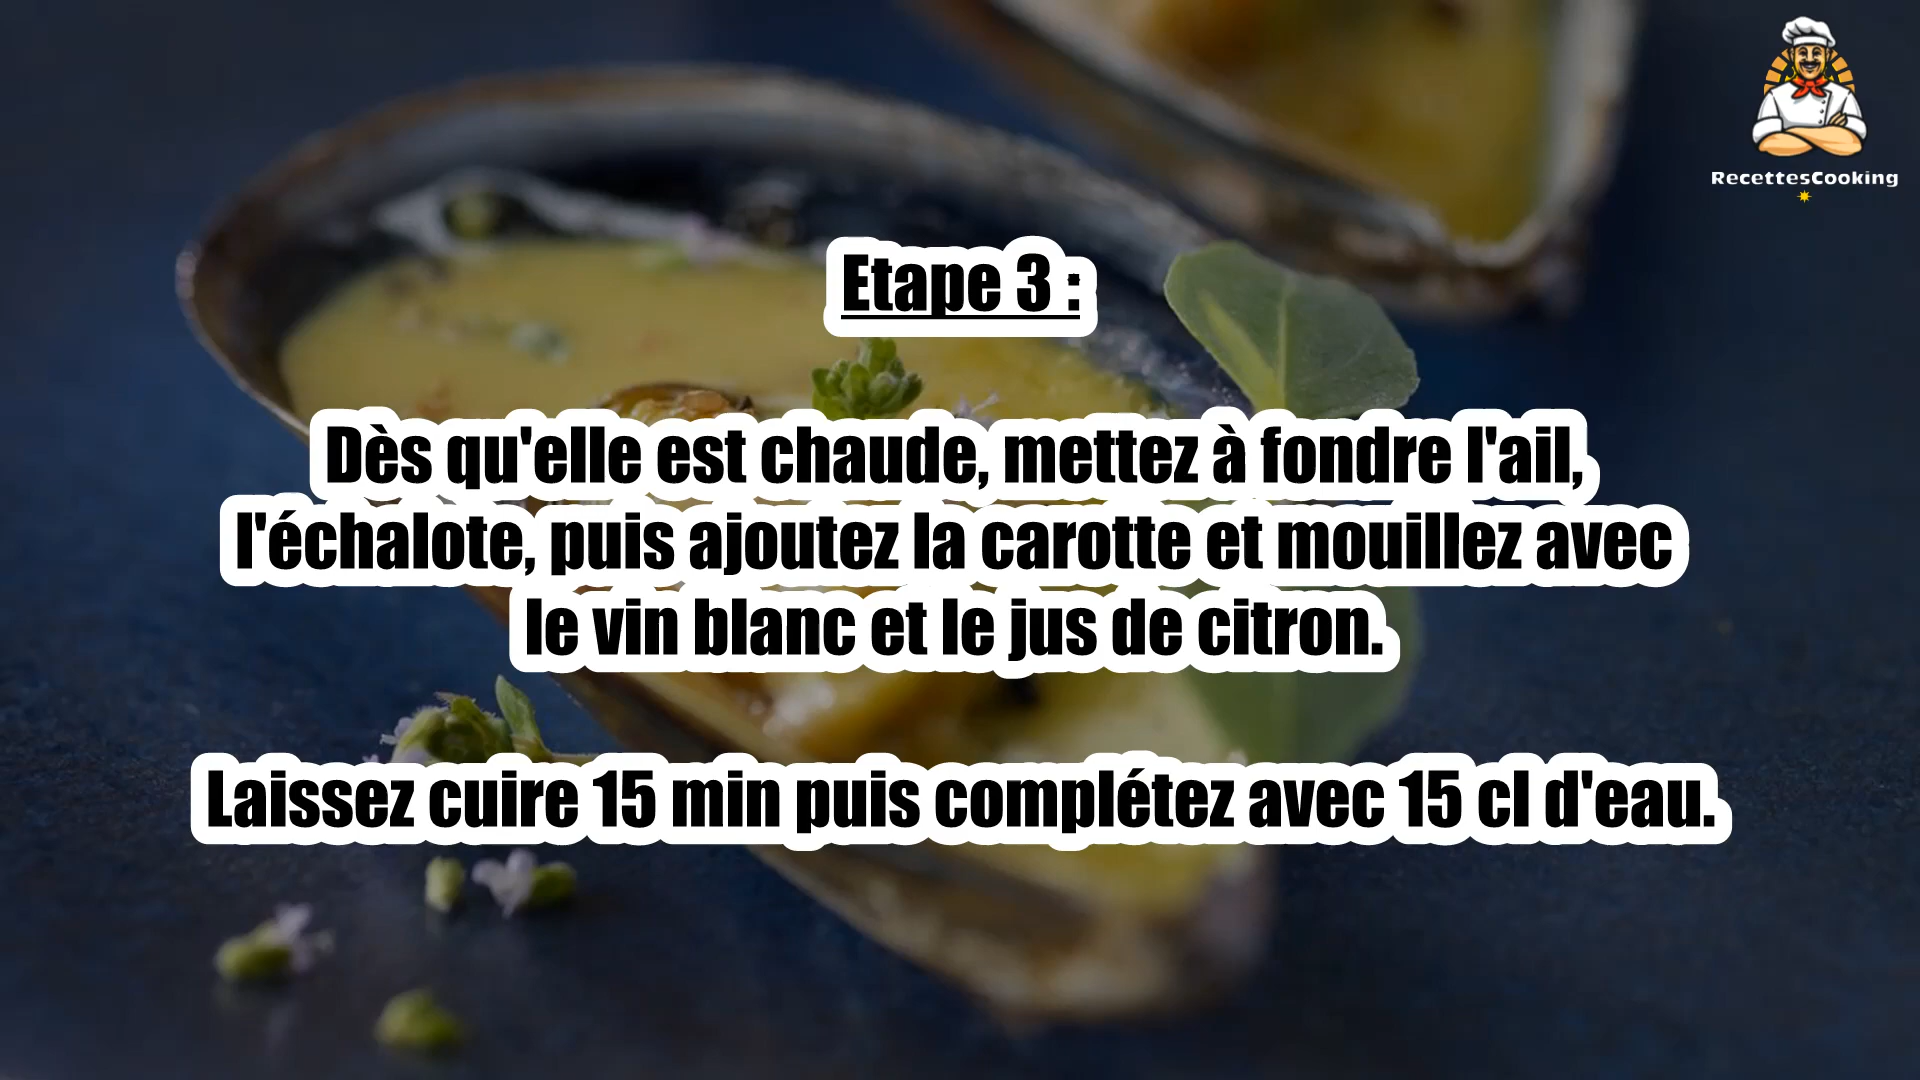 RecettesCooking
Etape 3 :
Dès qu'elle est chaude, mettez à fondre l'ail,
l'échalote, puis ajoutez la carotte et mouillez avec
le vin blanc et le jus de citron.
Laissez cuire 15 min puis complétez avec 15 cl d'eau.